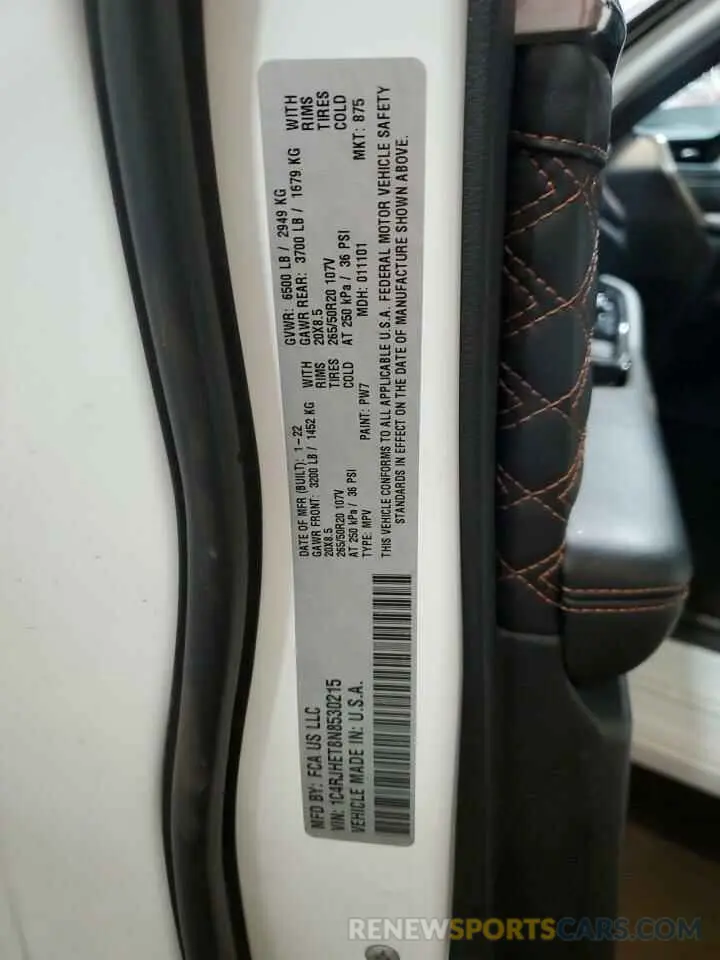 MFD BY: FCA US LLC
VIN: 1C4RJHET8N8530215
VEHICLE MADE IN: U.S.A.
DATE OF MFR (BUILT): 1-22
GAWR FRONT: 3200 LB / 1452 KG WITH
20X8.5 RIMS
265/50R20 107V TIRES
AT 250 kPa / 36 PSI COLD
TYPE: MPV PAINT: PW7
GVWR: 6500 LB / 2949 KG
GAWR REAR: 3700 LB / 1679 KG WITH
20X8.5 RIMS
265/50R20 107V TIRES
AT 250 kPa / 36 PSI COLD
MDH: 011101 MKT: 875
THIS VEHICLE CONFORMS TO ALL APPLICABLE U.S.A. FEDERAL MOTOR VEHICLE SAFETY
STANDARDS IN EFFECT ON THE DATE OF MANUFACTURE SHOWN ABOVE.
RENEWSPORTSCARS.COM